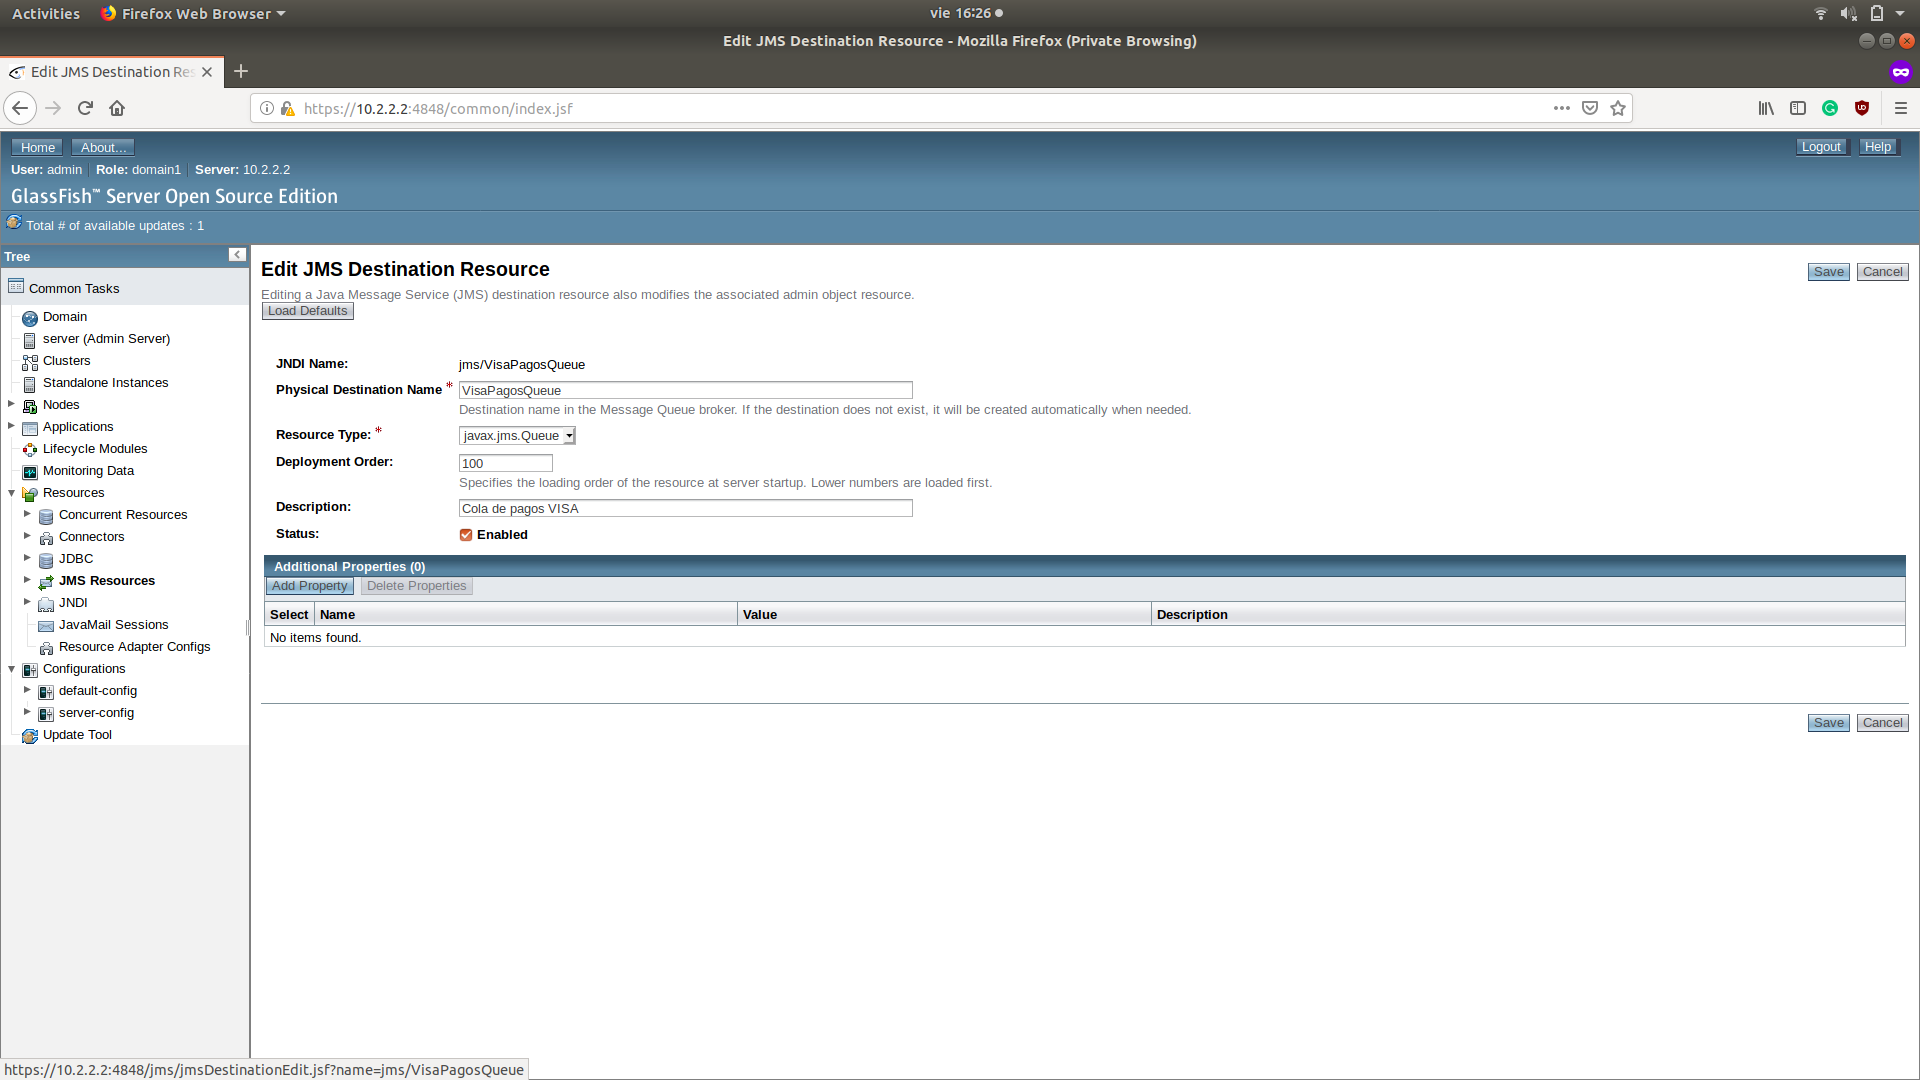 Activities Firefox Web Browser vie 16:26
Edit JMS Destination Resource - Mozilla Firefox (Private Browsing)
Edit JMS Destination Res
https://10.2.2.2:4848/common/index.jsf
Home About...
Logout Help
User: admin Role: domain1 Server: 10.2.2.2
GlassFish™ Server Open Source Edition
Total # of available updates : 1
Tree
Common Tasks
Domain
server (Admin Server)
Clusters
Standalone Instances
Nodes
Applications
Lifecycle Modules
Monitoring Data
Resources
Concurrent Resources
Connectors
JDBC
JMS Resources
JNDI
JavaMail Sessions
Resource Adapter Configs
Configurations
default-config
server-config
Update Tool
Edit JMS Destination Resource
Save Cancel
Editing a Java Message Service (JMS) destination resource also modifies the associated admin object resource.
Load Defaults
JNDI Name: jms/VisaPagosQueue
Physical Destination Name * VisaPagosQueue
Destination name in the Message Queue broker. If the destination does not exist, it will be created automatically when needed.
Resource Type: * javax.jms.Queue
Deployment Order: 100
Specifies the loading order of the resource at server startup. Lower numbers are loaded first.
Description: Cola de pagos VISA
Status: Enabled
Additional Properties (0)
Add Property Delete Properties
Select Name Value Description
No items found.
Save Cancel
https://10.2.2.2:4848/jms/jmsDestinationEdit.jsf?name=jms/VisaPagosQueue